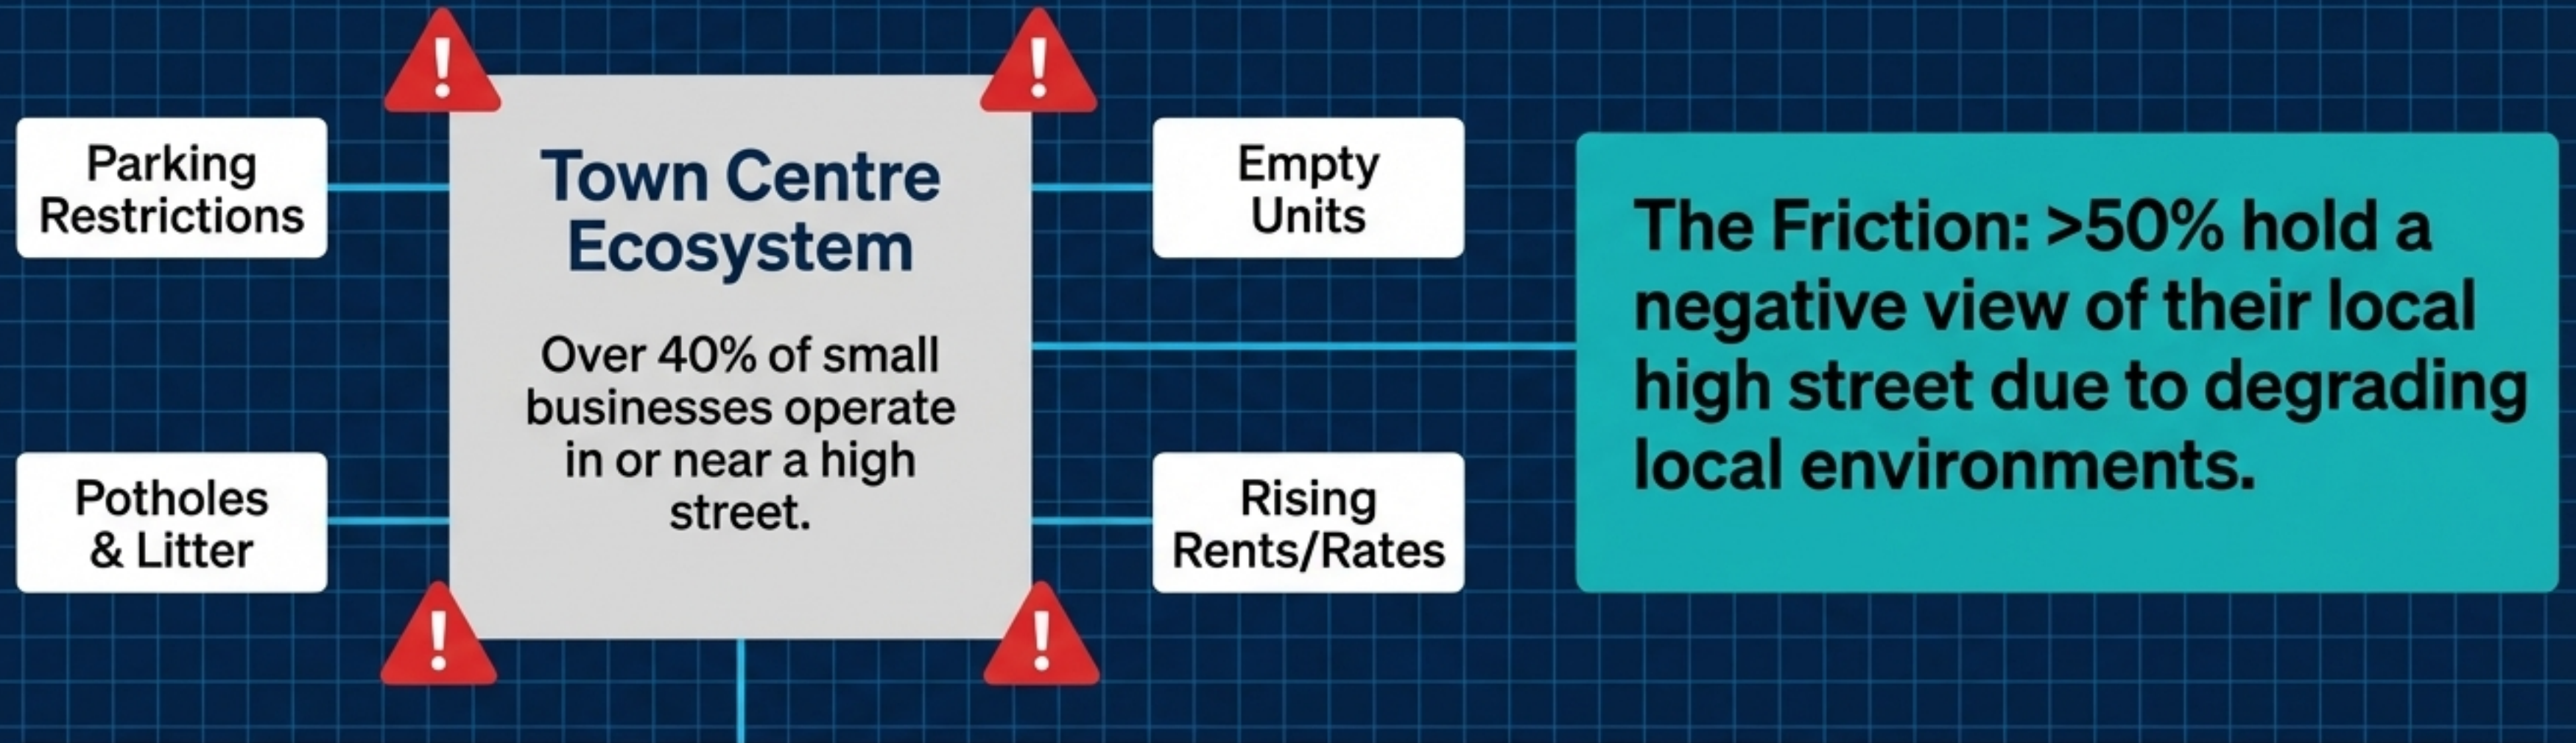 Parking
Restrictions
Potholes
& Litter
Town Centre
Ecosystem
Over 40% of small
businesses operate
in or near a high
street.
Empty
Units
Rising
Rents/Rates
The Friction: >50% hold a
negative view of their local
high street due to degrading
local environments.